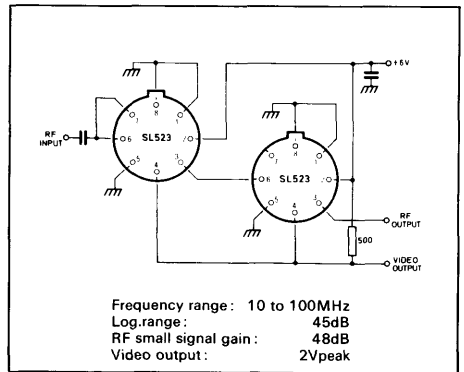 +6V
8
7
1
RF
INPUT
6
SL523
2
5
4
3
8
7
1
6
SL523
2
5
4
3
RF
OUTPUT
500
VIDEO
OUTPUT
Frequency range : 10 to 100MHz
Log.range : 45dB
RF small signal gain : 48dB
Video output : 2Vpeak